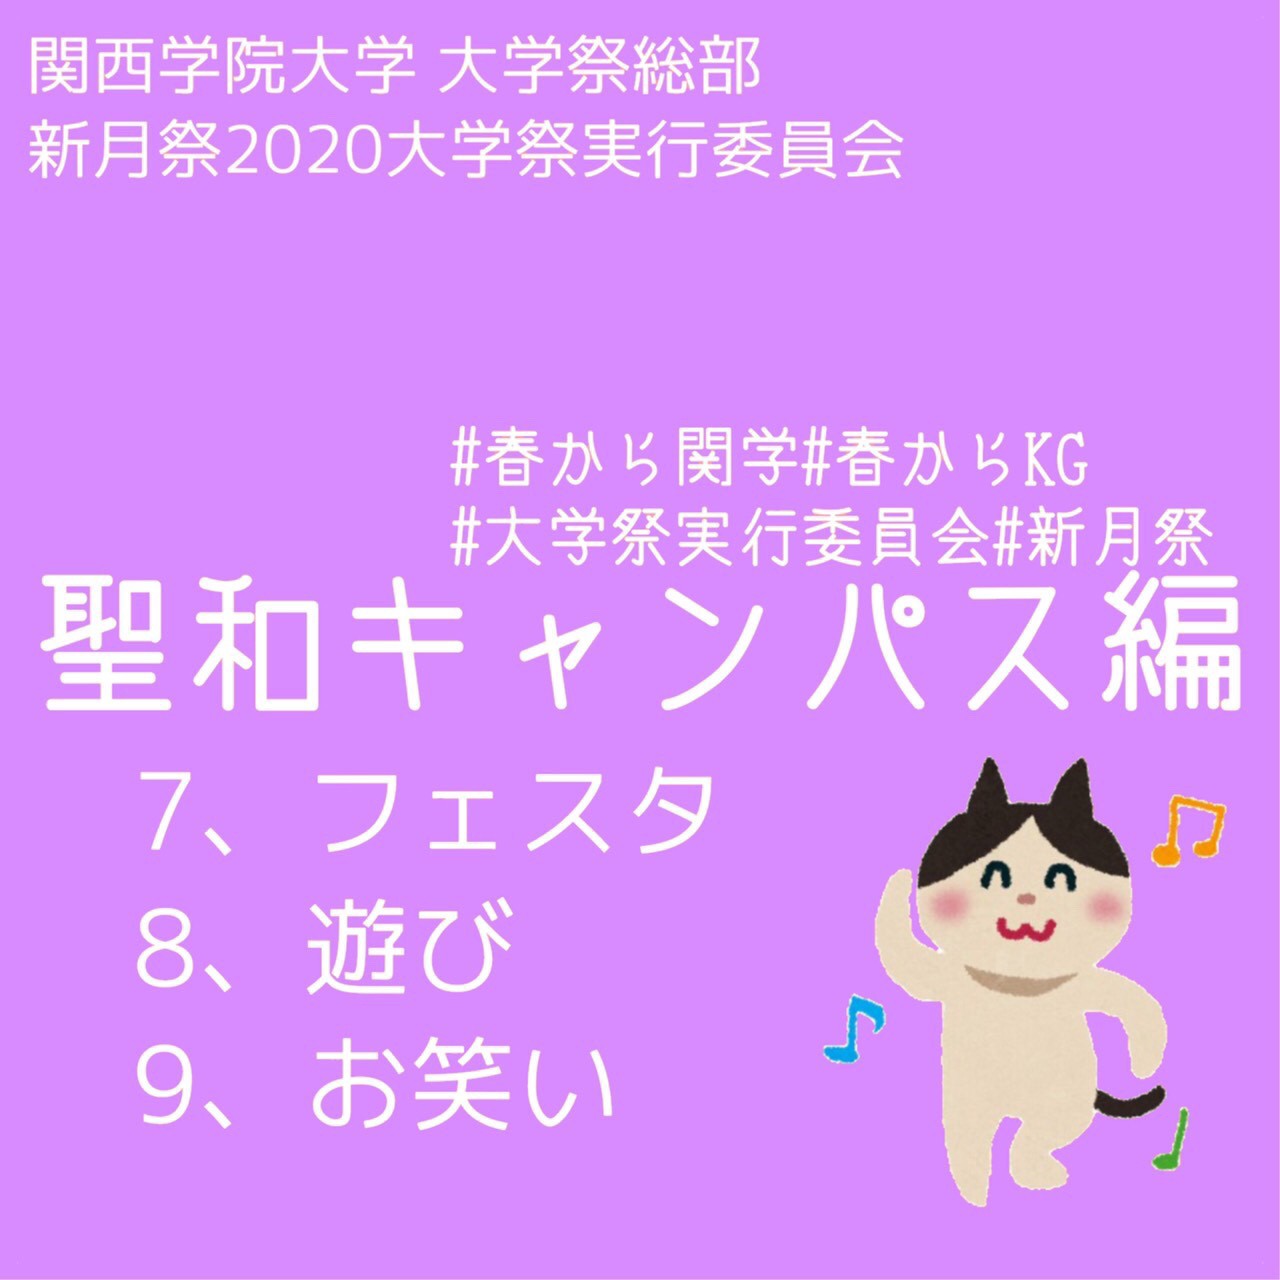 関西学院大学 大学祭総部
新月祭2020大学祭実行委員会
#春から関学#春からKG
#大学祭実行委員会#新月祭
聖和キャンパス編
7、フェスタ
8、遊び
9、お笑い